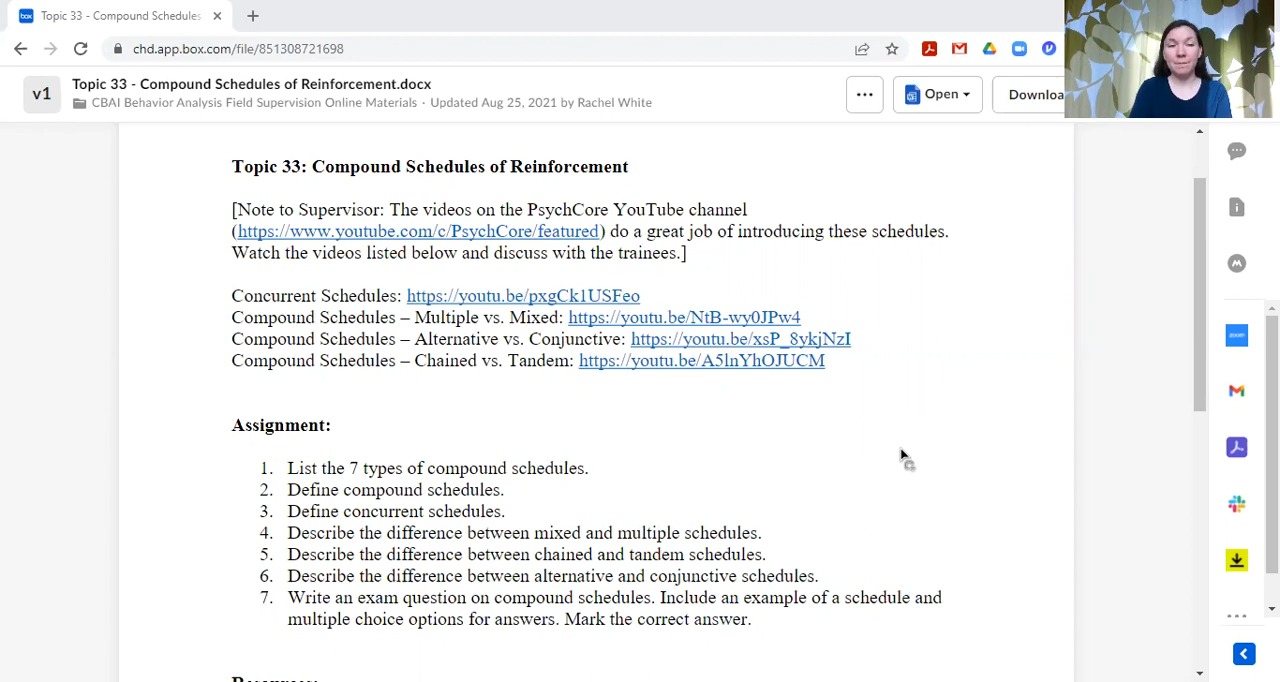 Topic 33 - Compound Schedules
chd.app.box.com/file/851308721698
v1
Topic 33 - Compound Schedules of Reinforcement.docx
CBAI Behavior Analysis Field Supervision Online Materials · Updated Aug 25, 2021 by Rachel White
Open
Downloa
Topic 33: Compound Schedules of Reinforcement
[Note to Supervisor: The videos on the PsychCore YouTube channel
(https://www.youtube.com/c/PsychCore/featured) do a great job of introducing these schedules.
Watch the videos listed below and discuss with the trainees.]
Concurrent Schedules: https://youtu.be/pxgCk1USFeo
Compound Schedules – Multiple vs. Mixed: https://youtu.be/NtB-wy0JPw4
Compound Schedules – Alternative vs. Conjunctive: https://youtu.be/xsP_8ykjNzI
Compound Schedules – Chained vs. Tandem: https://youtu.be/A5lnYhOJUCM
Assignment:
1. List the 7 types of compound schedules.
2. Define compound schedules.
3. Define concurrent schedules.
4. Describe the difference between mixed and multiple schedules.
5. Describe the difference between chained and tandem schedules.
6. Describe the difference between alternative and conjunctive schedules.
7. Write an exam question on compound schedules. Include an example of a schedule and
multiple choice options for answers. Mark the correct answer.
Resources: